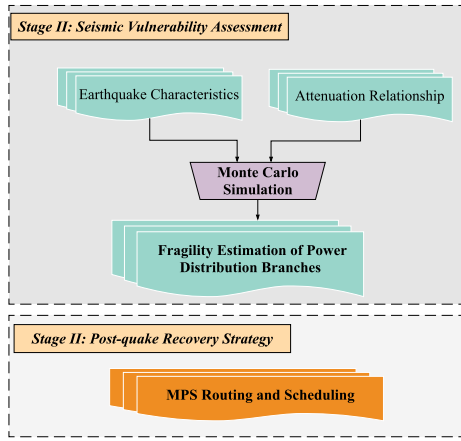 Stage II: Seismic Vulnerability Assessment
Earthquake Characteristics
Attenuation Relationship
Monte Carlo
Simulation
Fragility Estimation of Power
Distribution Branches
Stage II: Post-quake Recovery Strategy
MPS Routing and Scheduling